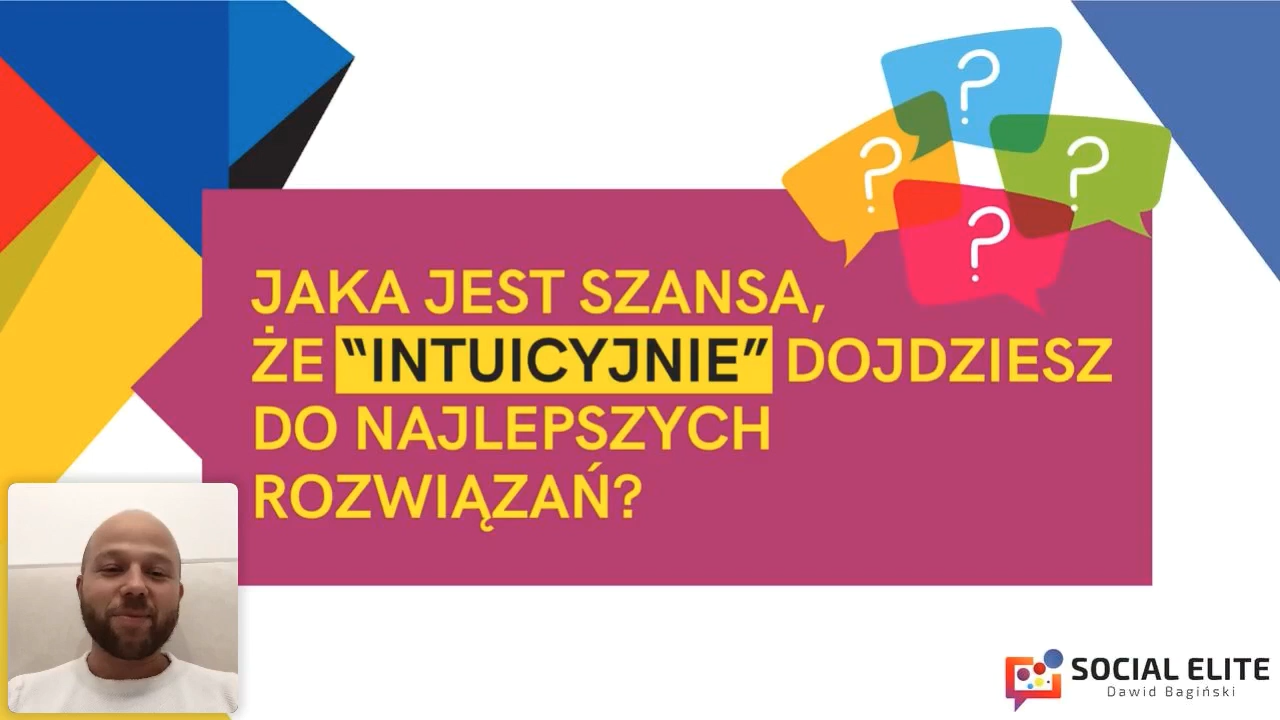 JAKA JEST SZANSA,
ŻE “INTUICYJNIE” DOJDZIESZ
DO NAJLEPSZYCH
ROZWIĄZAŃ?
SOCIAL ELITE
Dawid Bagiński